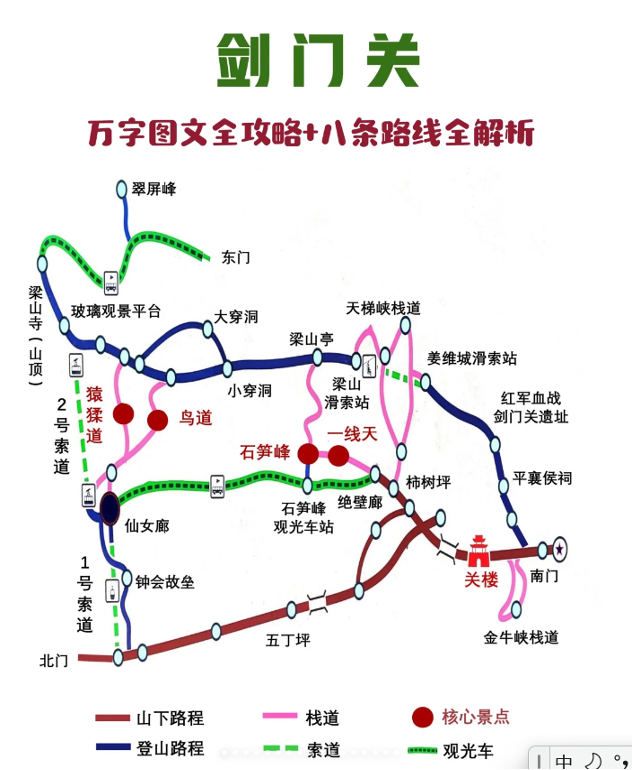 剑门关
万字图文全攻略+八条路线全解析
翠屏峰
东门
梁山寺(山顶)
玻璃观景平台
大穿洞
天梯峡栈道
梁山亭
姜维城滑索站
小穿洞
梁山
滑索站
红军血战
剑门关遗址
猿猱道
鸟道
2号索道
一线天
石笋峰
平襄侯祠
柿树坪
绝壁廊
石笋峰
观光车站
仙女廊
1号索道
钟会故垒
关楼
南门
金牛峡栈道
五丁坪
北门
山下路程
栈道
核心景点
登山路程
索道
观光车
中